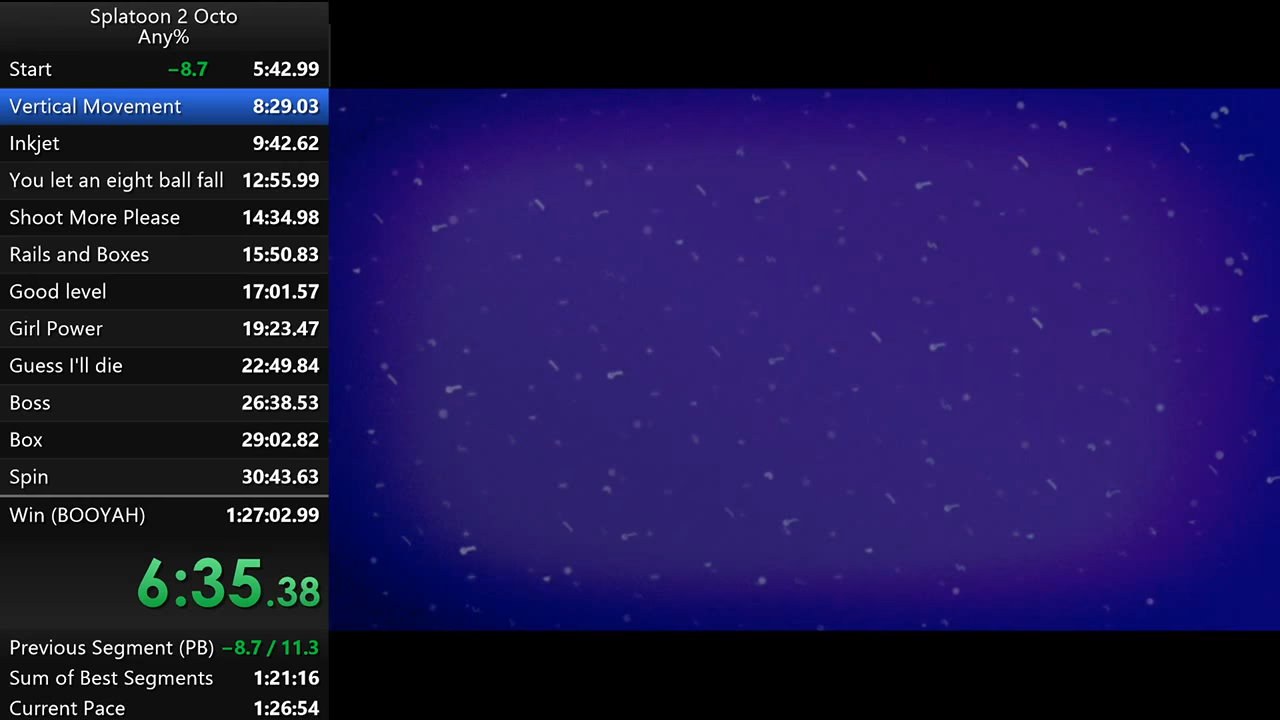 Splatoon 2 Octo
Any%
Start −8.7 5:42.99
Vertical Movement 8:29.03
Inkjet 9:42.62
You let an eight ball fall 12:55.99
Shoot More Please 14:34.98
Rails and Boxes 15:50.83
Good level 17:01.57
Girl Power 19:23.47
Guess I'll die 22:49.84
Boss 26:38.53
Box 29:02.82
Spin 30:43.63
Win (BOOYAH) 1:27:02.99
6:35.38
Previous Segment (PB) −8.7 / 11.3
Sum of Best Segments 1:21:16
Current Pace 1:26:54